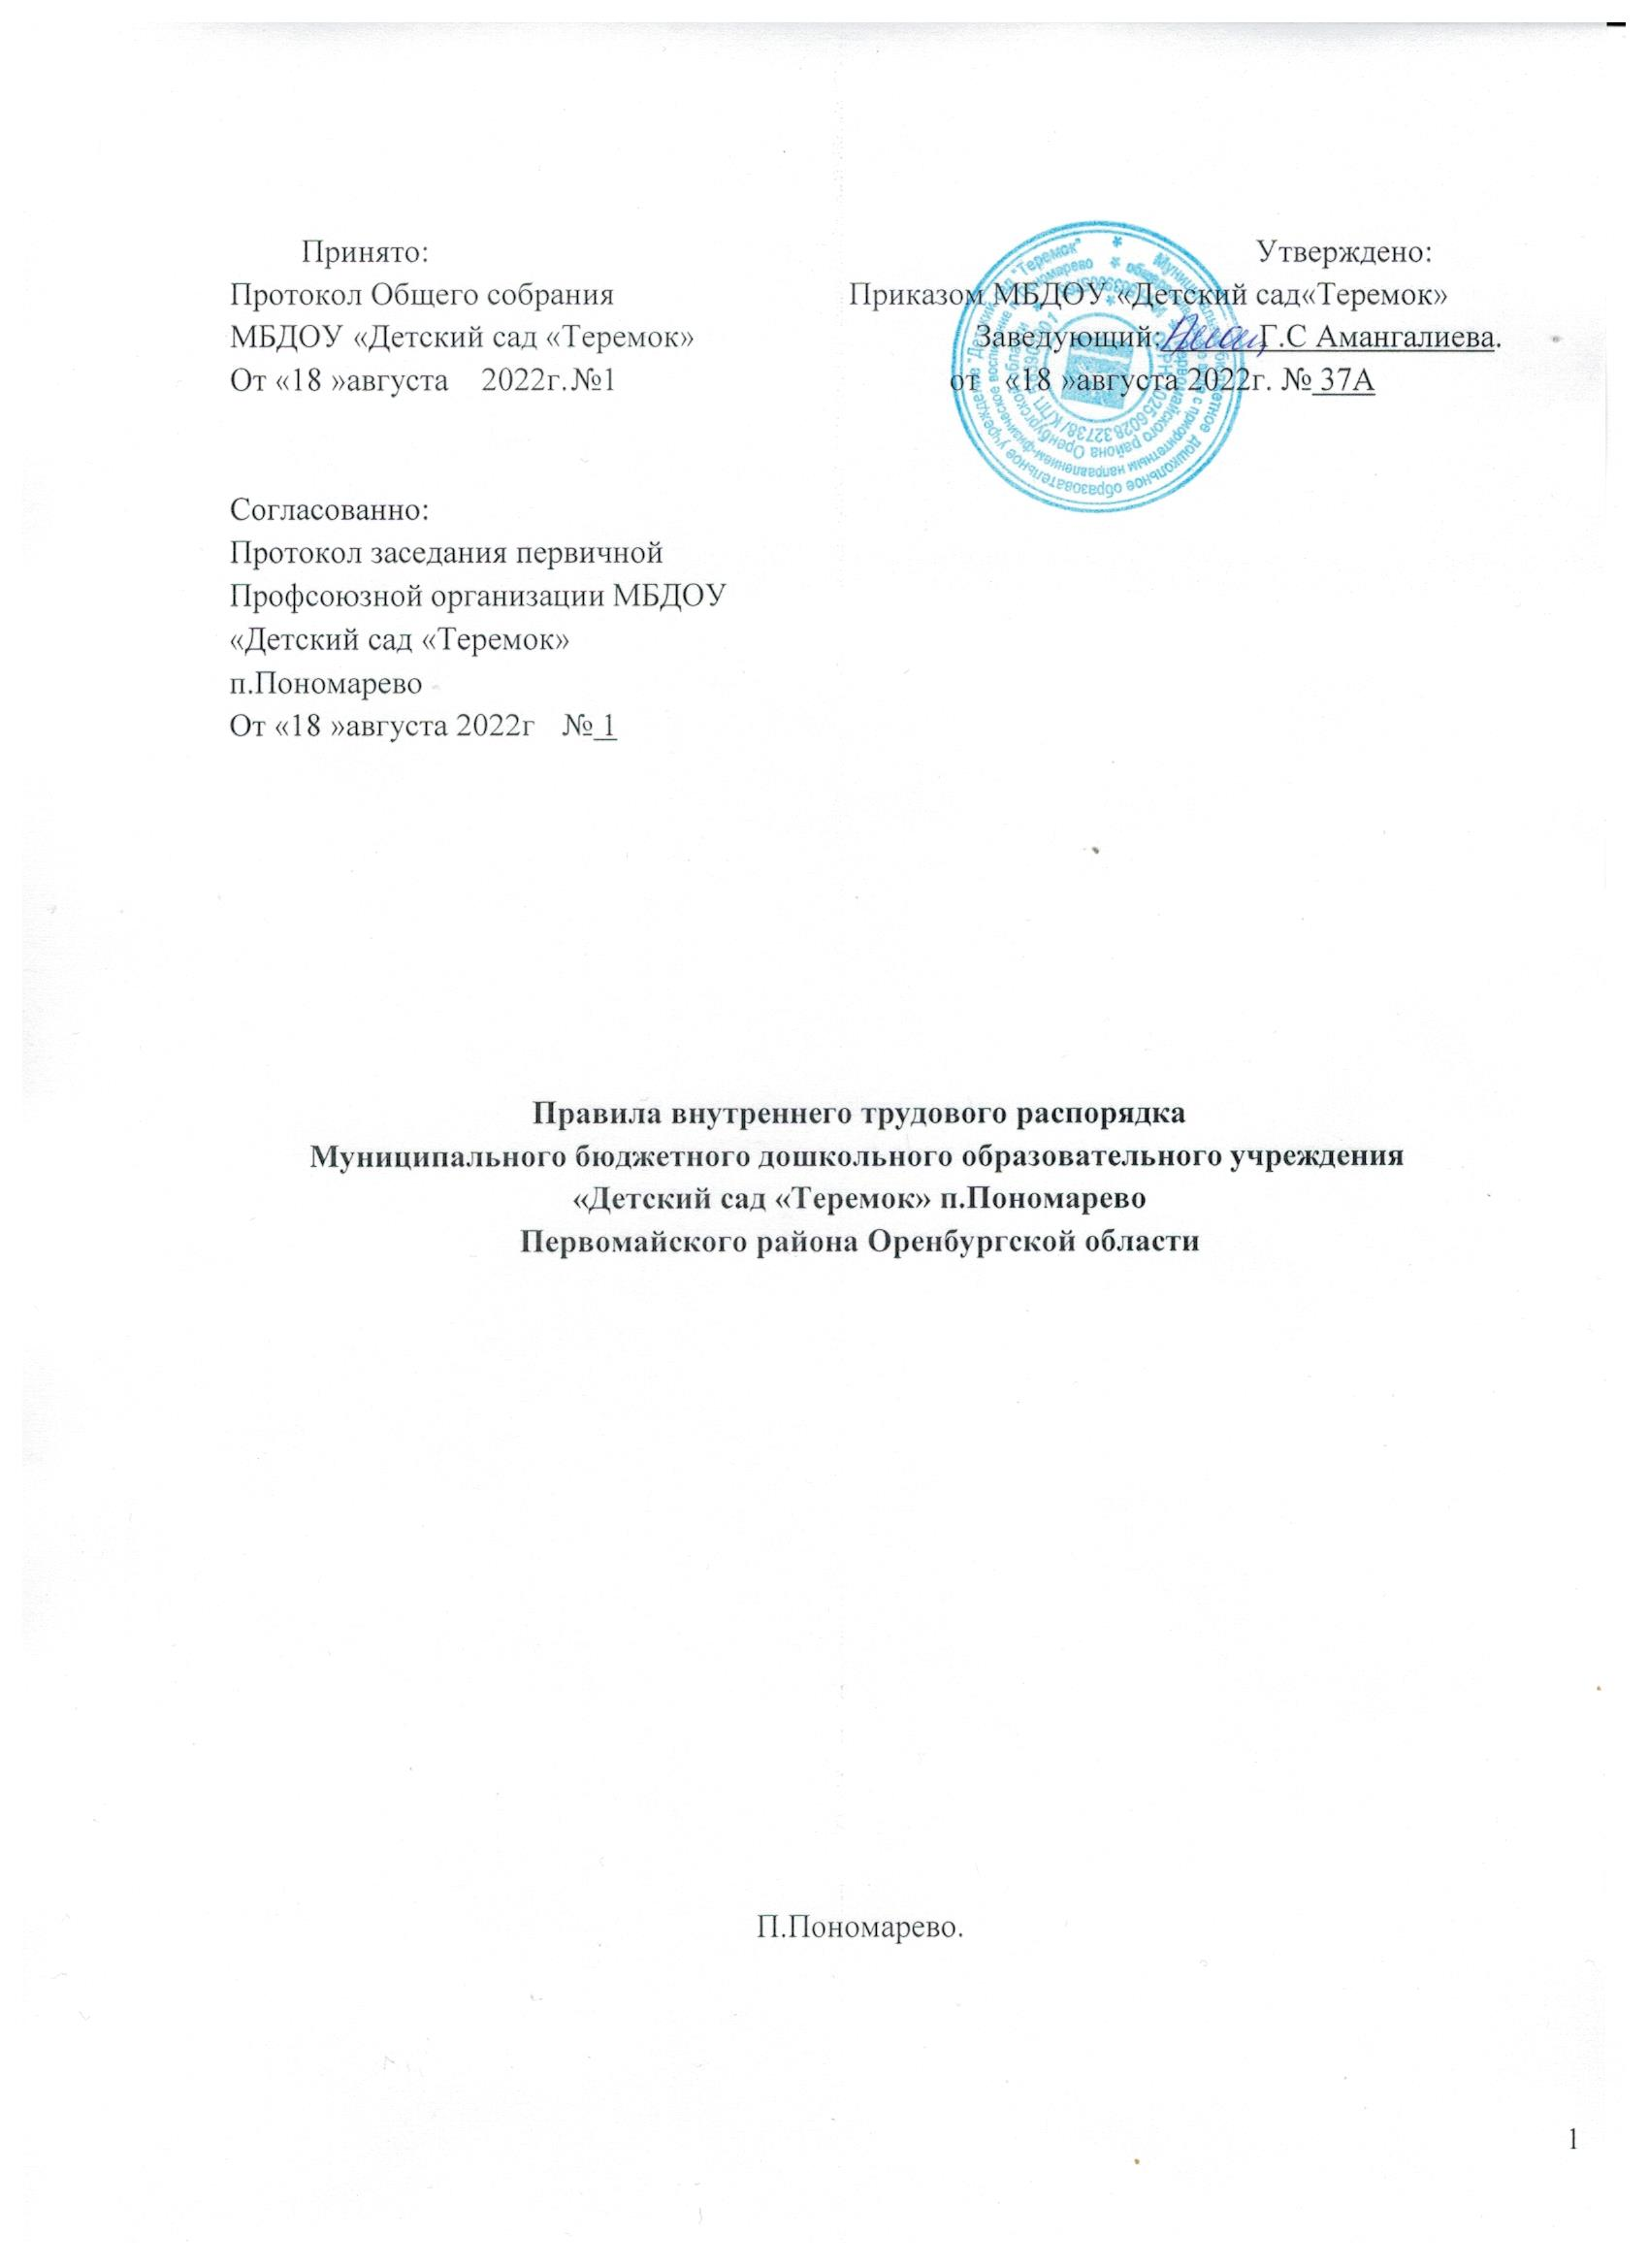 Принято:
Утверждено:
Протокол Общего собрания
Приказом МБДОУ «Детский сад«Теремок»
МБДОУ «Детский сад «Теремок»
Заведующий: Г.С Амангалиева.
От «18 »августа 2022г.№1
от «18 »августа 2022г. № 37А
Согласованно:
Протокол заседания первичной
Профсоюзной организации МБДОУ
«Детский сад «Теремок»
п.Пономарево
От «18 »августа 2022г № 1
Правила внутреннего трудового распорядка
Муниципального бюджетного дошкольного образовательного учреждения
«Детский сад «Теремок» п.Пономарево
Первомайского района Оренбургской области
П.Пономарево.
1